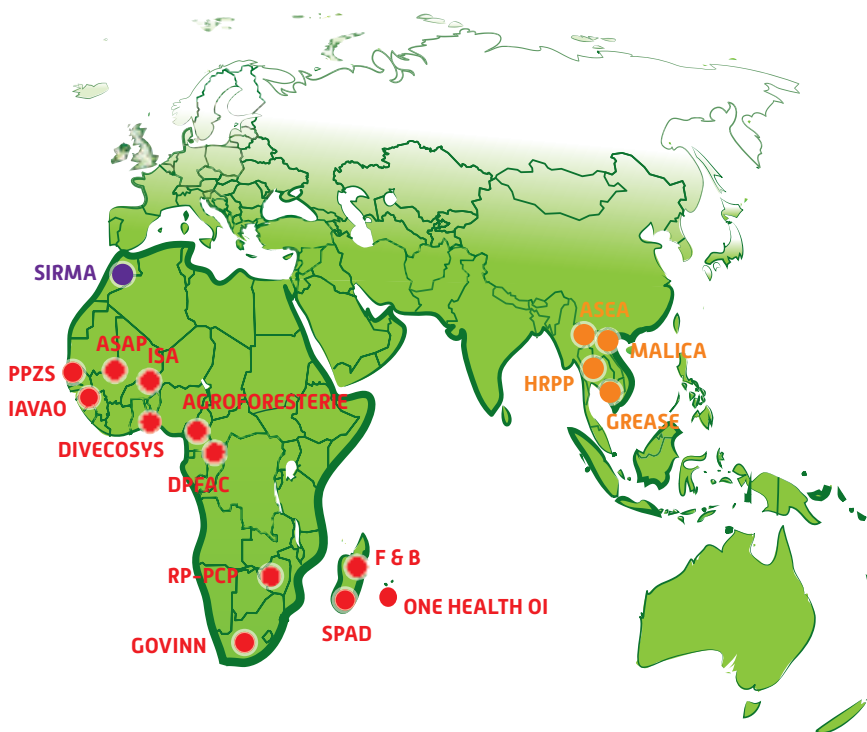 SIRMA
ASEA
ASAP
ISA
MALICA
PPZS
HRPP
IAVAO
AGROFORESTERIE
GREASE
DIVECOSYS
DPFAC
F & B
RP-PCP
ONE HEALTH OI
SPAD
GOVINN